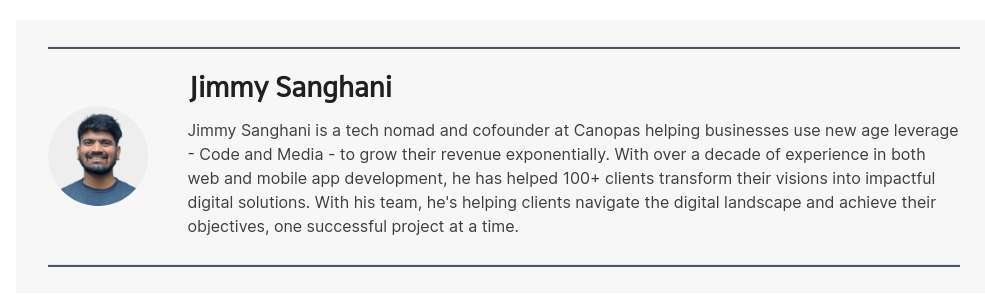 Jimmy Sanghani
Jimmy Sanghani is a tech nomad and cofounder at Canopas helping businesses use new age leverage
- Code and Media - to grow their revenue exponentially. With over a decade of experience in both
web and mobile app development, he has helped 100+ clients transform their visions into impactful
digital solutions. With his team, he's helping clients navigate the digital landscape and achieve their
objectives, one successful project at a time.